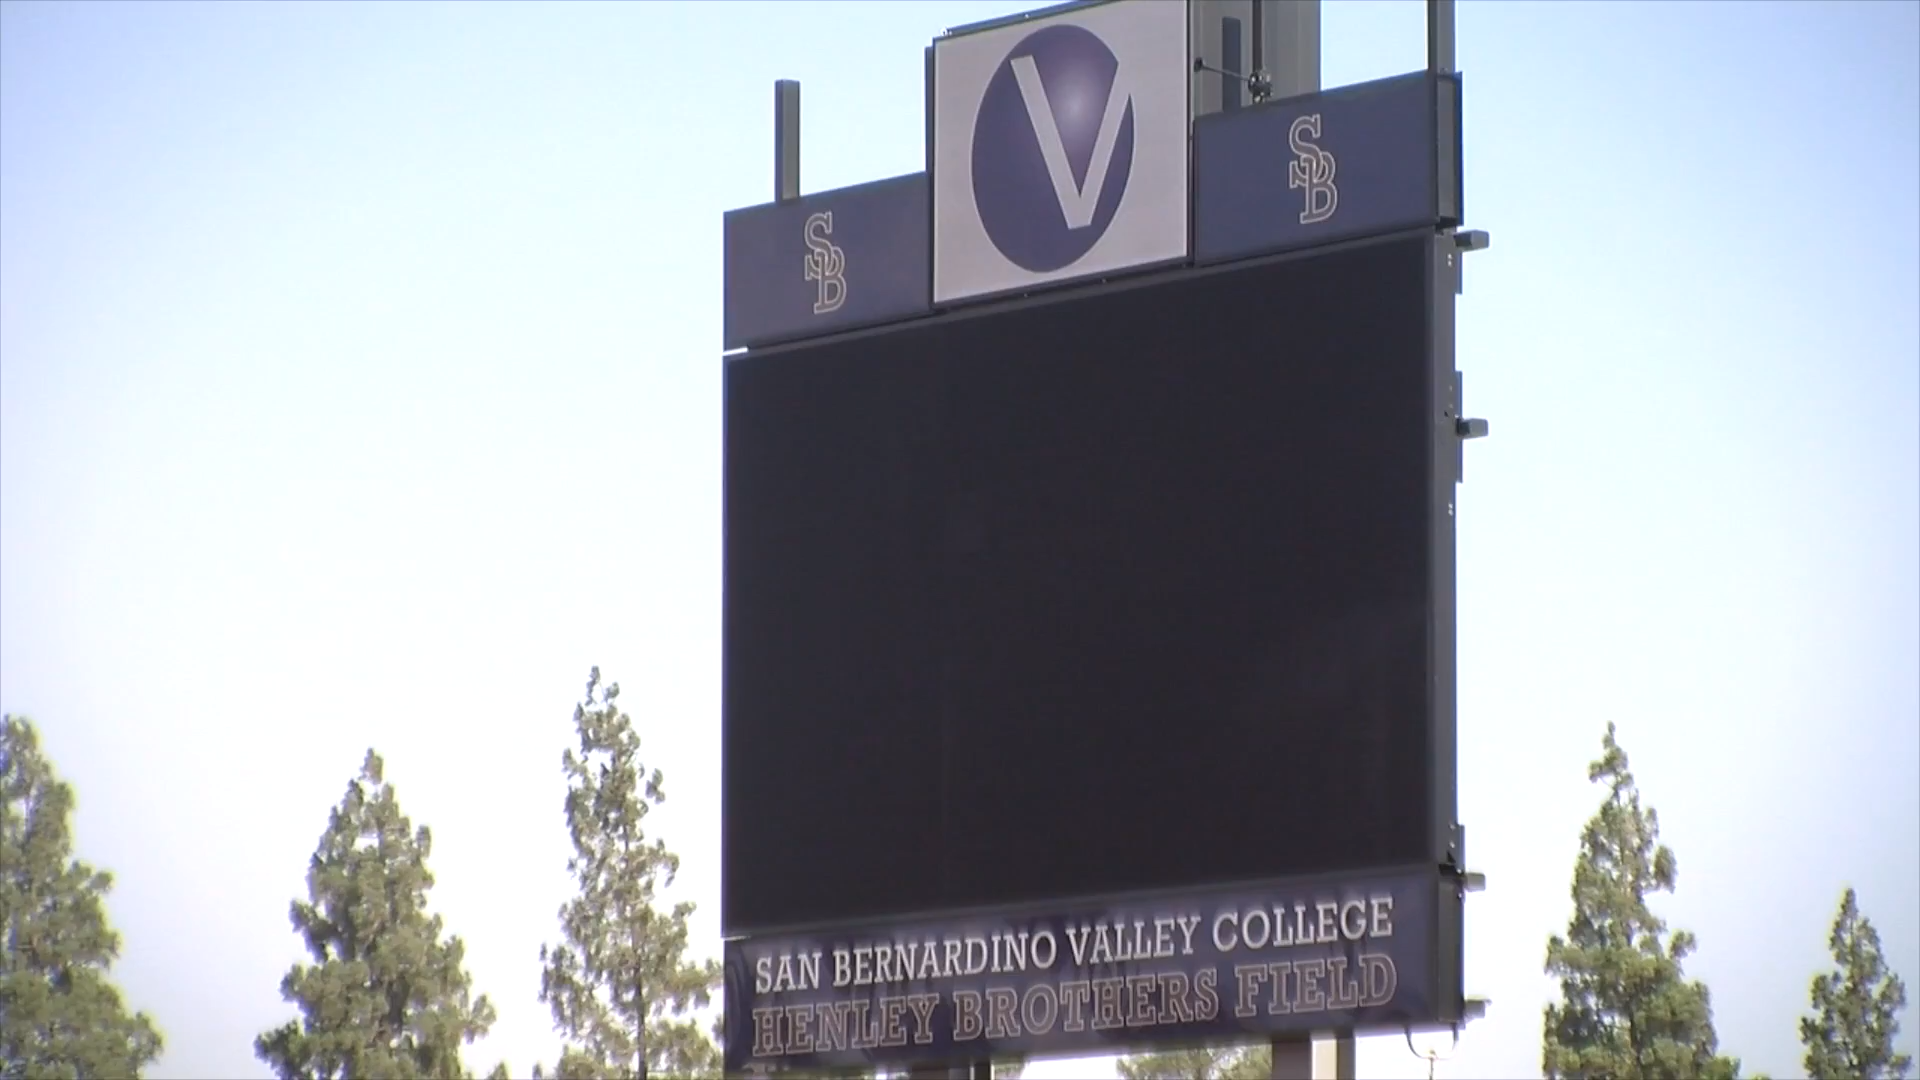 V
SB
SB
SAN BERNARDINO VALLEY COLLEGE
HENLEY BROTHERS FIELD